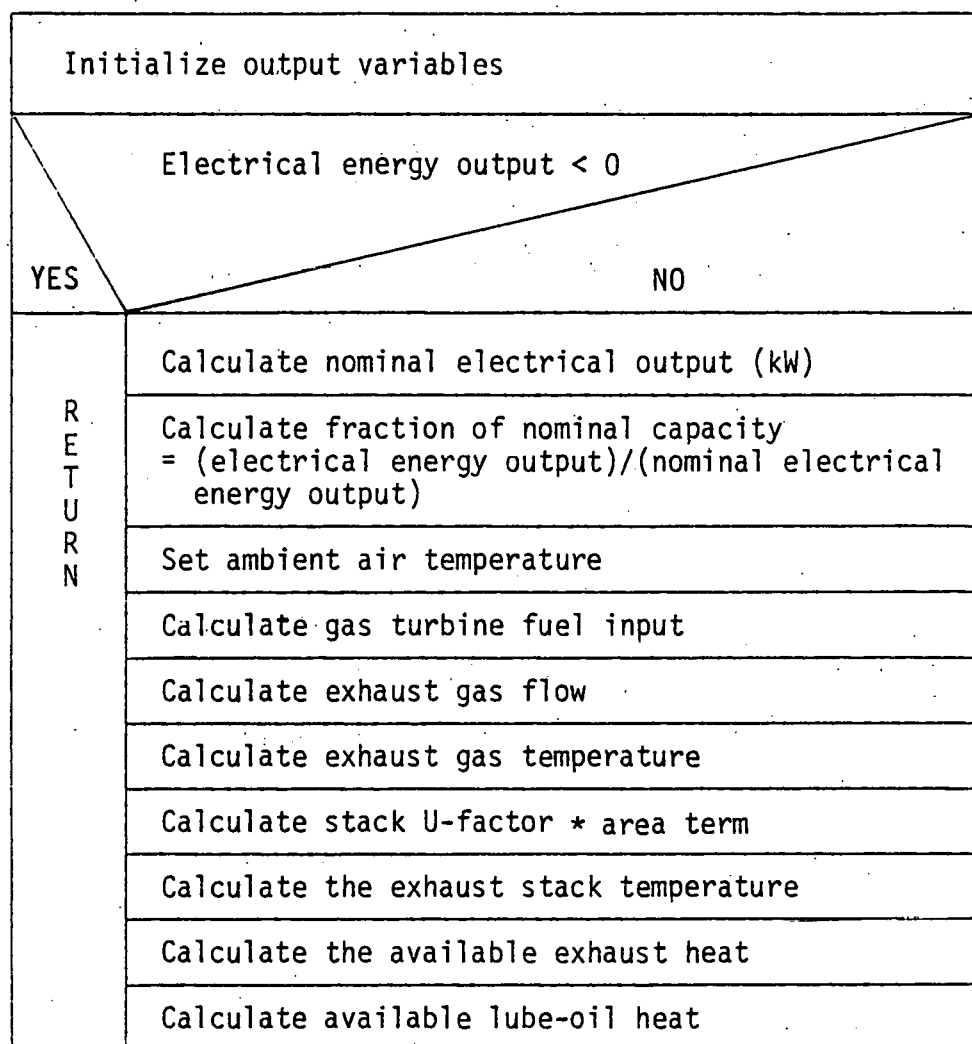 Initialize output variables
Electrical energy output < 0
YES
NO
RETURN
Calculate nominal electrical output (kW)
Calculate fraction of nominal capacity
= (electrical energy output)/(nominal electrical
energy output)
Set ambient air temperature
Calculate gas turbine fuel input
Calculate exhaust gas flow
Calculate exhaust gas temperature
Calculate stack U-factor * area term
Calculate the exhaust stack temperature
Calculate the available exhaust heat
Calculate available lube-oil heat